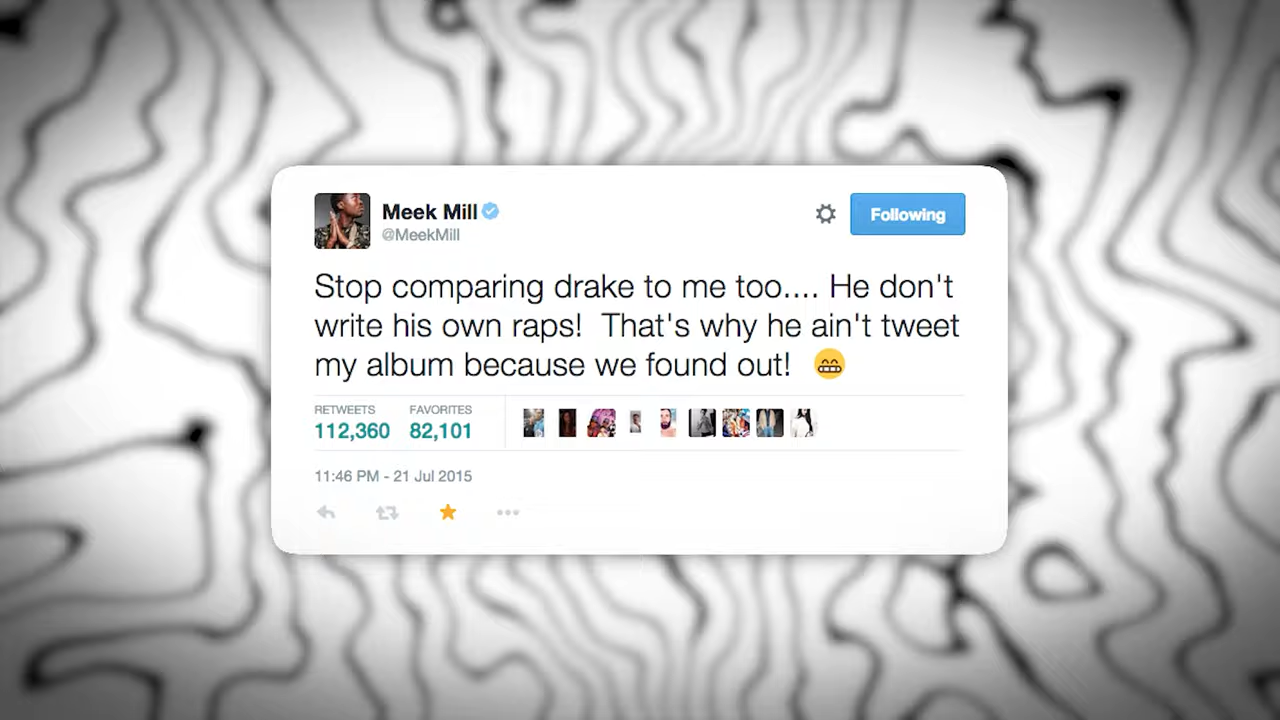 Meek Mill
@MeekMill
Following
Stop comparing drake to me too.... He don't
write his own raps!  That's why he ain't tweet
my album because we found out! 😁
RETWEETS FAVORITES
112,360 82,101
11:46 PM - 21 Jul 2015